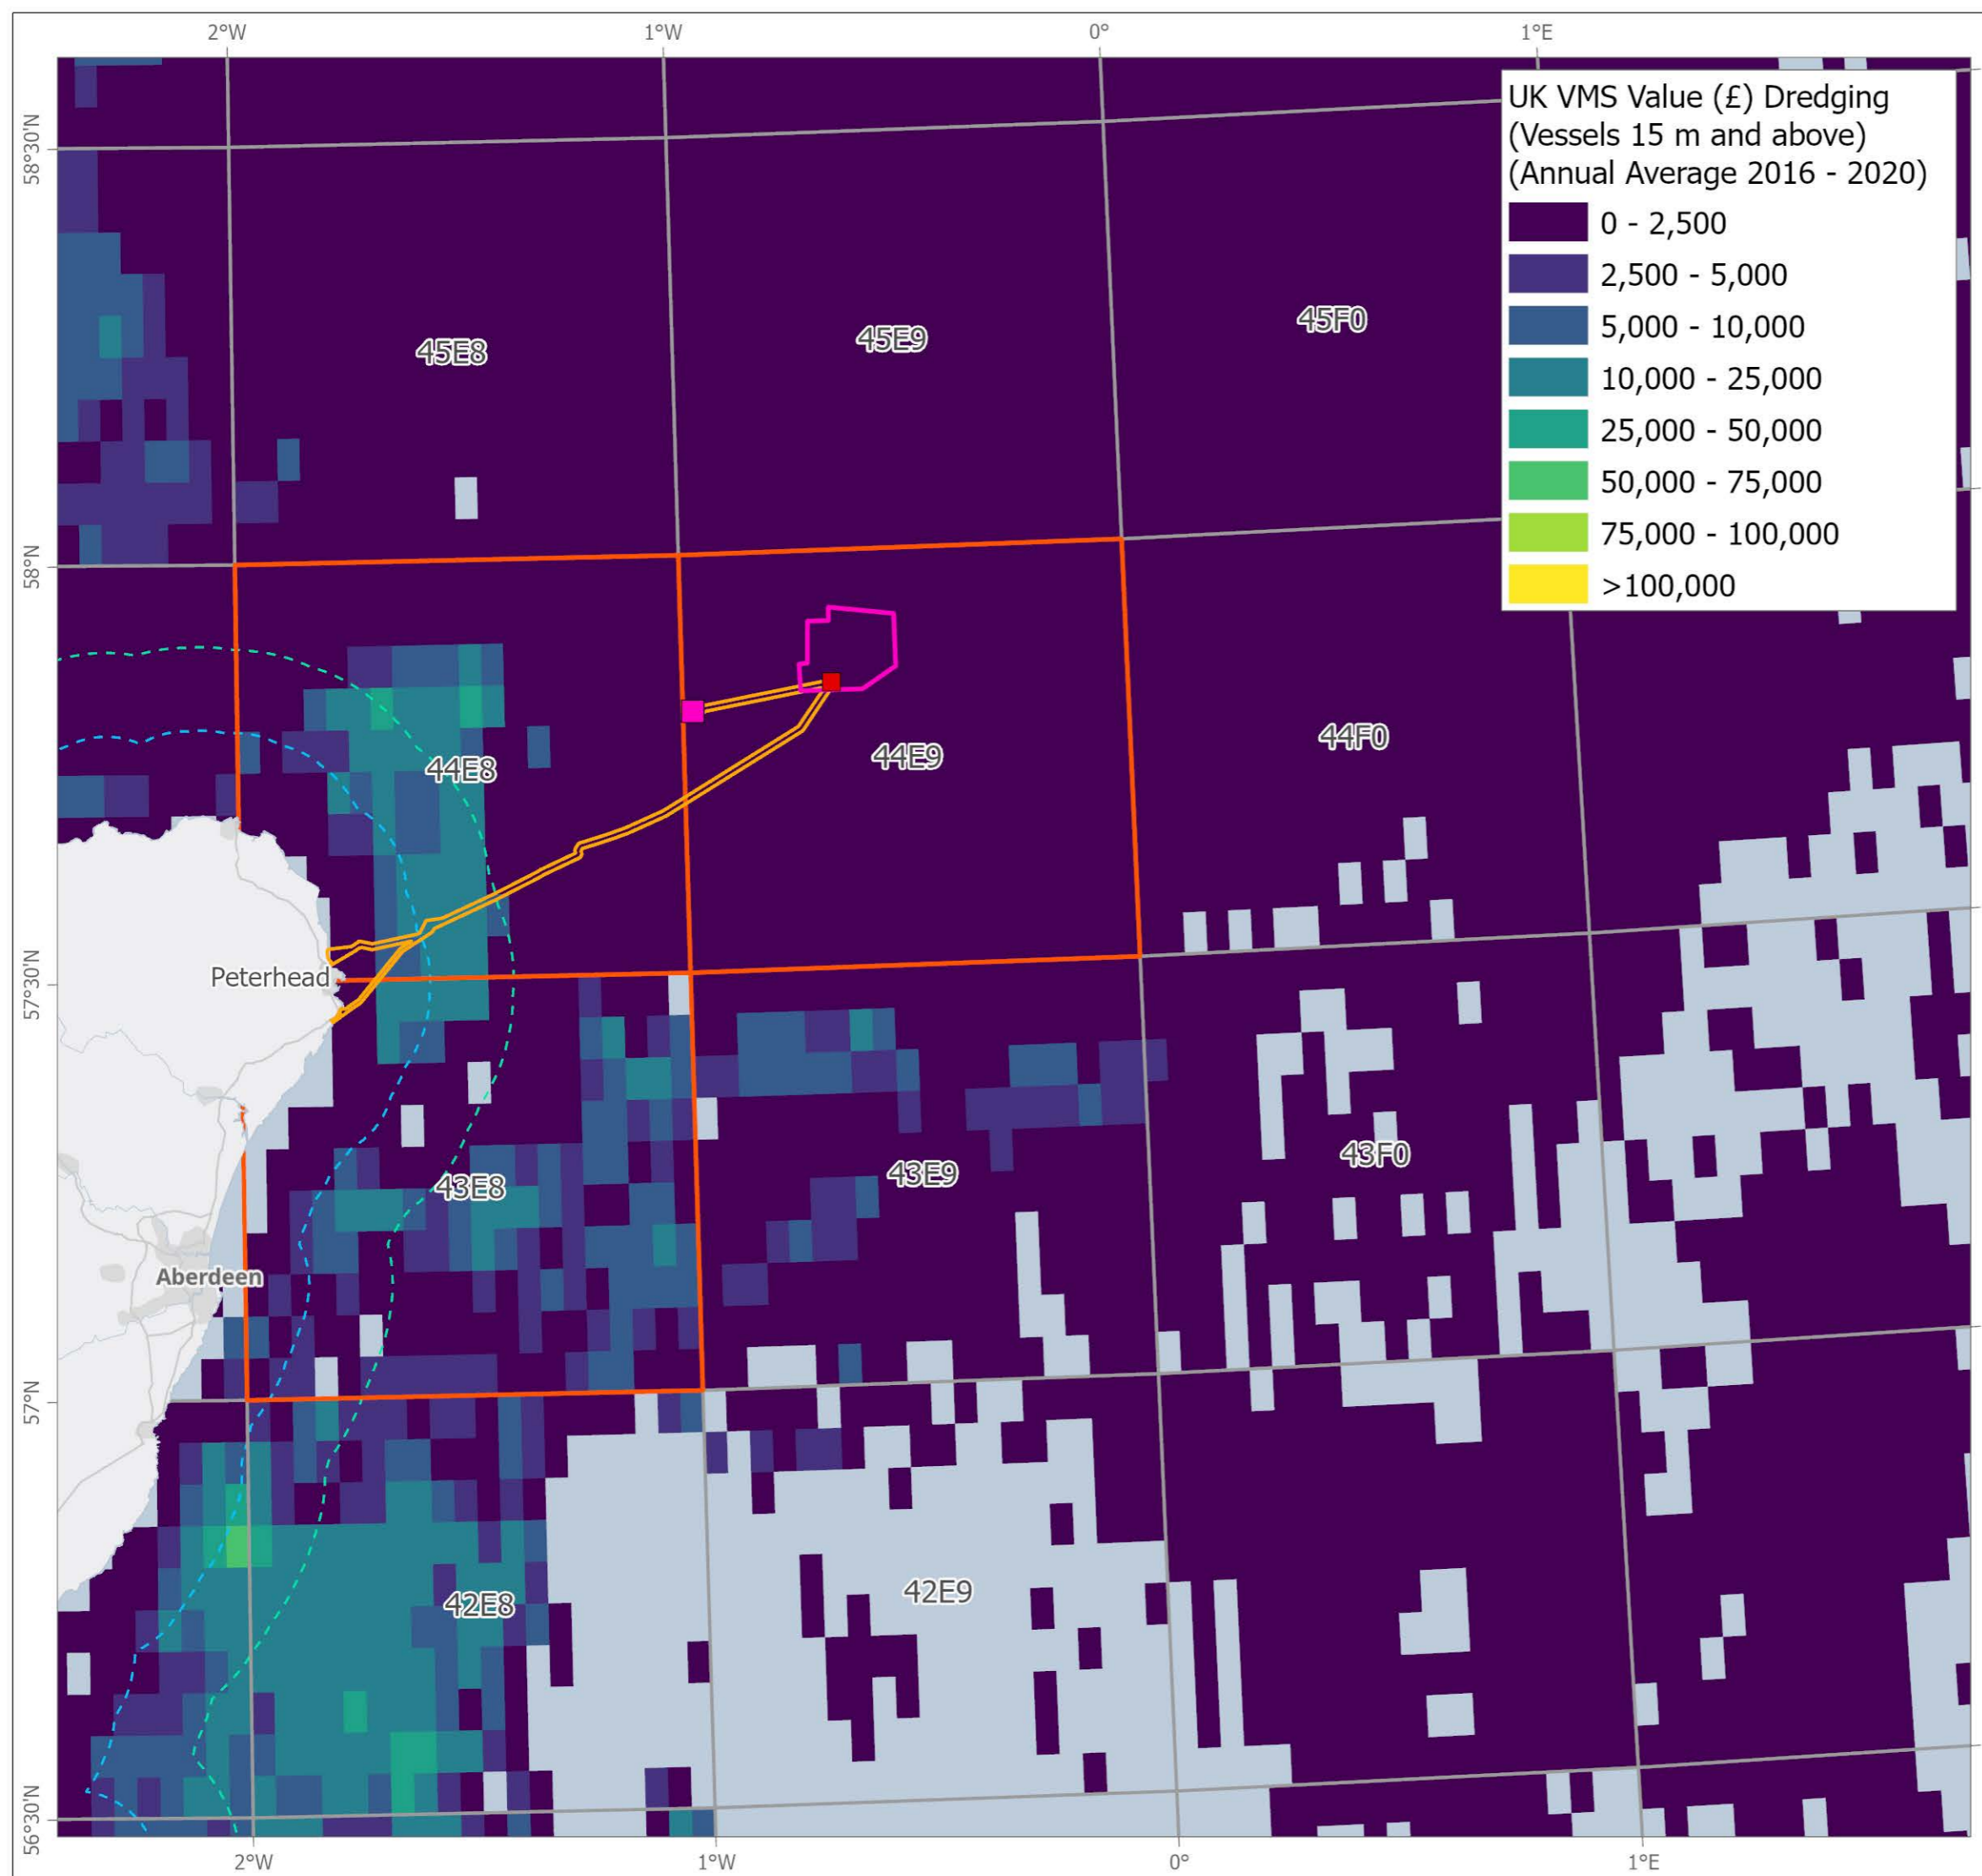 2°W
1°W
0°
1°E
UK VMS Value (£) Dredging
(Vessels 15 m and above)
(Annual Average 2016 - 2020)
0 - 2,500
2,500 - 5,000
5,000 - 10,000
10,000 - 25,000
25,000 - 50,000
50,000 - 75,000
75,000 - 100,000
>100,000
58°30'N
45E8
45E9
45F0
58°N
44E8
44E9
44F0
57°30'N
Peterhead
43E8
43E9
43F0
Aberdeen
57°N
42E8
42E9
56°30'N
2°W
1°W
0°
1°E